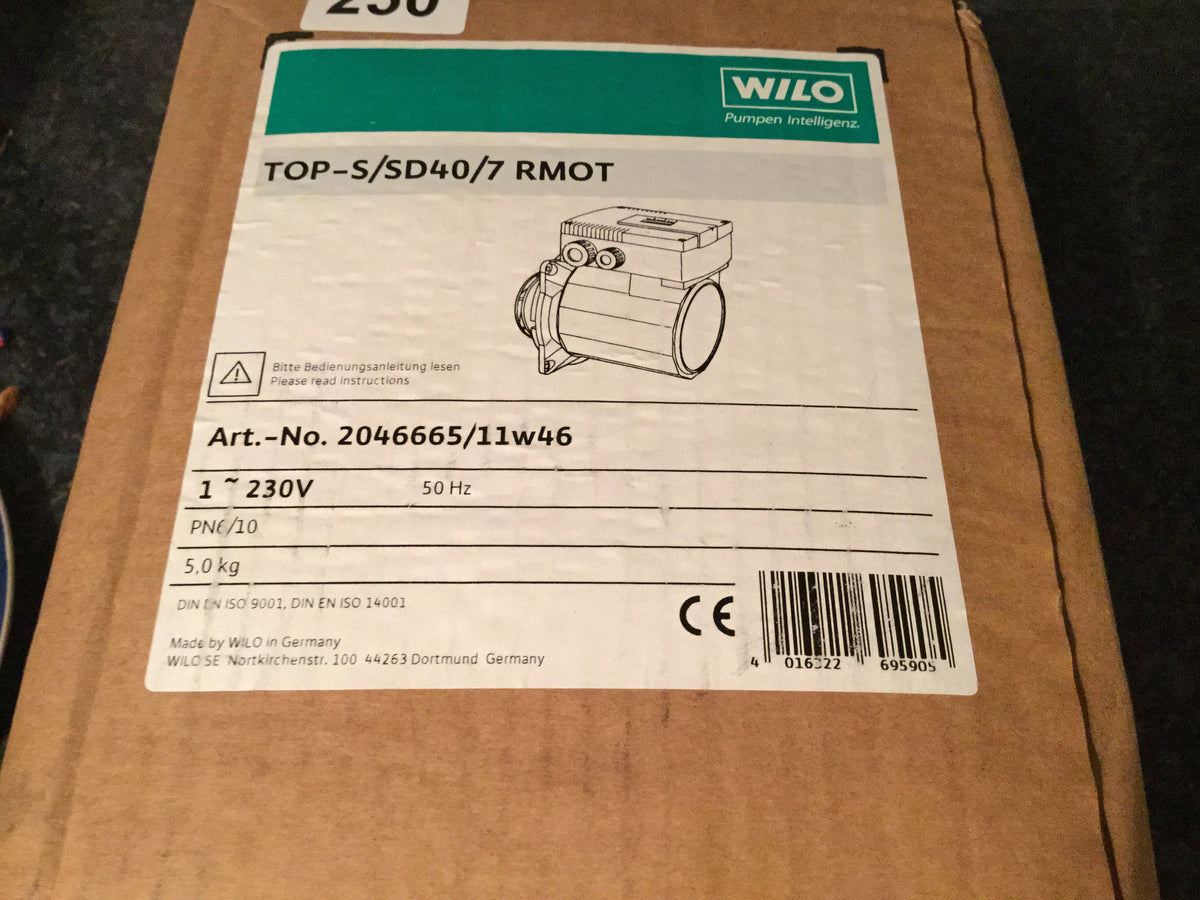 230
WILO
Pumpen Intelligenz.
TOP-S/SD40/7 RMOT
Bitte Bedienungsanleitung lesen
Please read instructions
Art.-No. 2046665/11w46
1 ~ 230V 50 Hz
PN6/10
5,0 kg
DIN EN ISO 9001, DIN EN ISO 14001
CE
Made by WILO in Germany
WILO SE Nortkirchenstr. 100 44263 Dortmund Germany
4 016322 695905